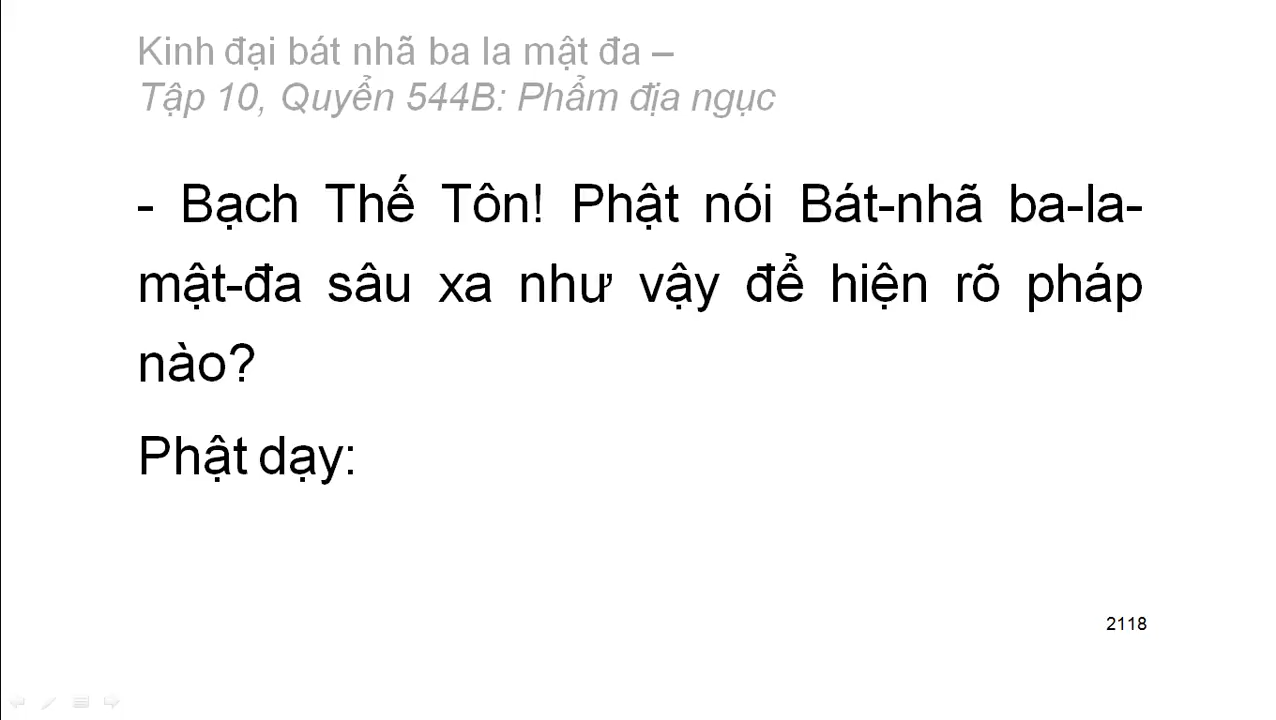 Kinh đại bát nhã ba la mật đa –
Tập 10, Quyển 544B: Phẩm địa ngục
- Bạch Thế Tôn! Phật nói Bát-nhã ba-la-
mật-đa sâu xa như vậy để hiện rõ pháp
nào?
Phật dạy:
2118